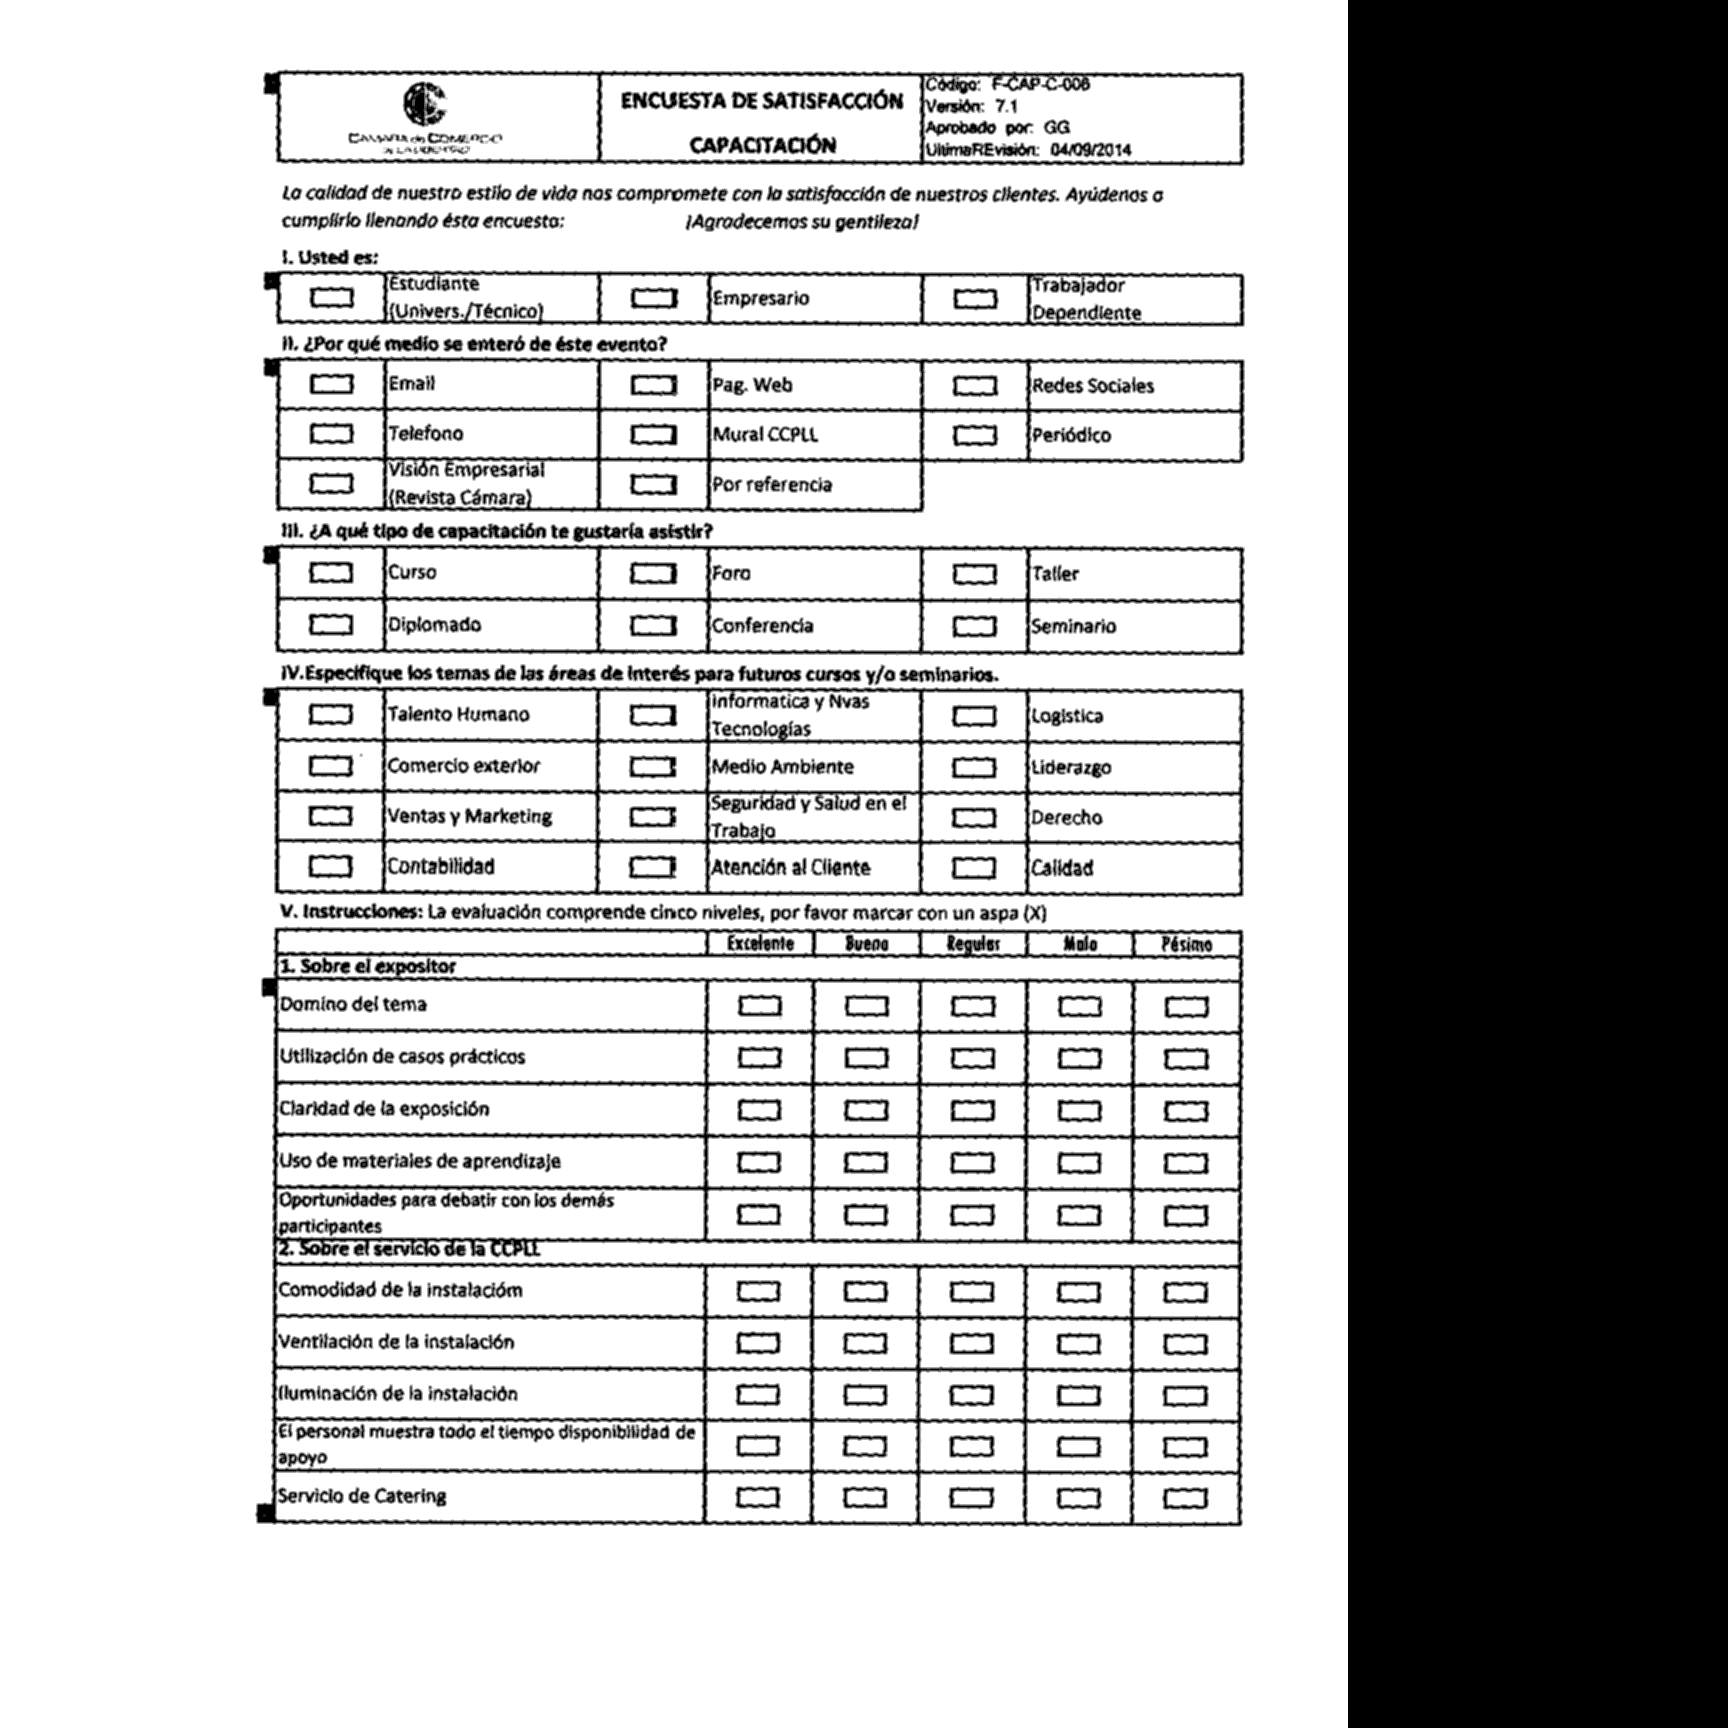 CAMARA de COMERCIO
DE LA LIBERTAD
ENCUESTA DE SATISFACCIÓN
CAPACITACIÓN
Código: F-CAP-C-006
Versión: 7.1
Aprobado por: GG
UltimaREvisión: 04/09/2014
La calidad de nuestro estilo de vida nos compromete con la satisfacción de nuestros clientes. Ayúdenos a
cumplirlo llenando ésta encuesta: ¡Agradecemos su gentileza!
I. Usted es:
Estudiante
(Univers./Técnico)
Empresario
Trabajador
Dependiente
II. ¿Por qué medio se enteró de éste evento?
Email
Pag. Web
Redes Sociales
Telefono
Mural CCPLL
Periódico
Visión Empresarial
(Revista Cámara)
Por referencia
III. ¿A qué tipo de capacitación te gustaría asistir?
Curso
Foro
Taller
Diplomado
Conferencia
Seminario
IV.Especifique los temas de las áreas de interés para futuros cursos y/o seminarios.
Talento Humano
Informatica y Nvas
Tecnologías
Logistica
Comercio exterior
Medio Ambiente
Liderazgo
Ventas y Marketing
Seguridad y Salud en el
Trabajo
Derecho
Contabilidad
Atención al Cliente
Calidad
V. Instrucciones: La evaluación comprende cinco niveles, por favor marcar con un aspa (X)
Excelente Bueno Regular Malo Pésimo
1. Sobre el expositor
Domino del tema
Utilización de casos prácticos
Claridad de la exposición
Uso de materiales de aprendizaje
Oportunidades para debatir con los demás
participantes
2. Sobre el servicio de la CCPLL
Comodidad de la instalacióm
Ventilación de la instalación
Iluminación de la instalación
El personal muestra todo el tiempo disponibilidad de
apoyo
Servicio de Catering